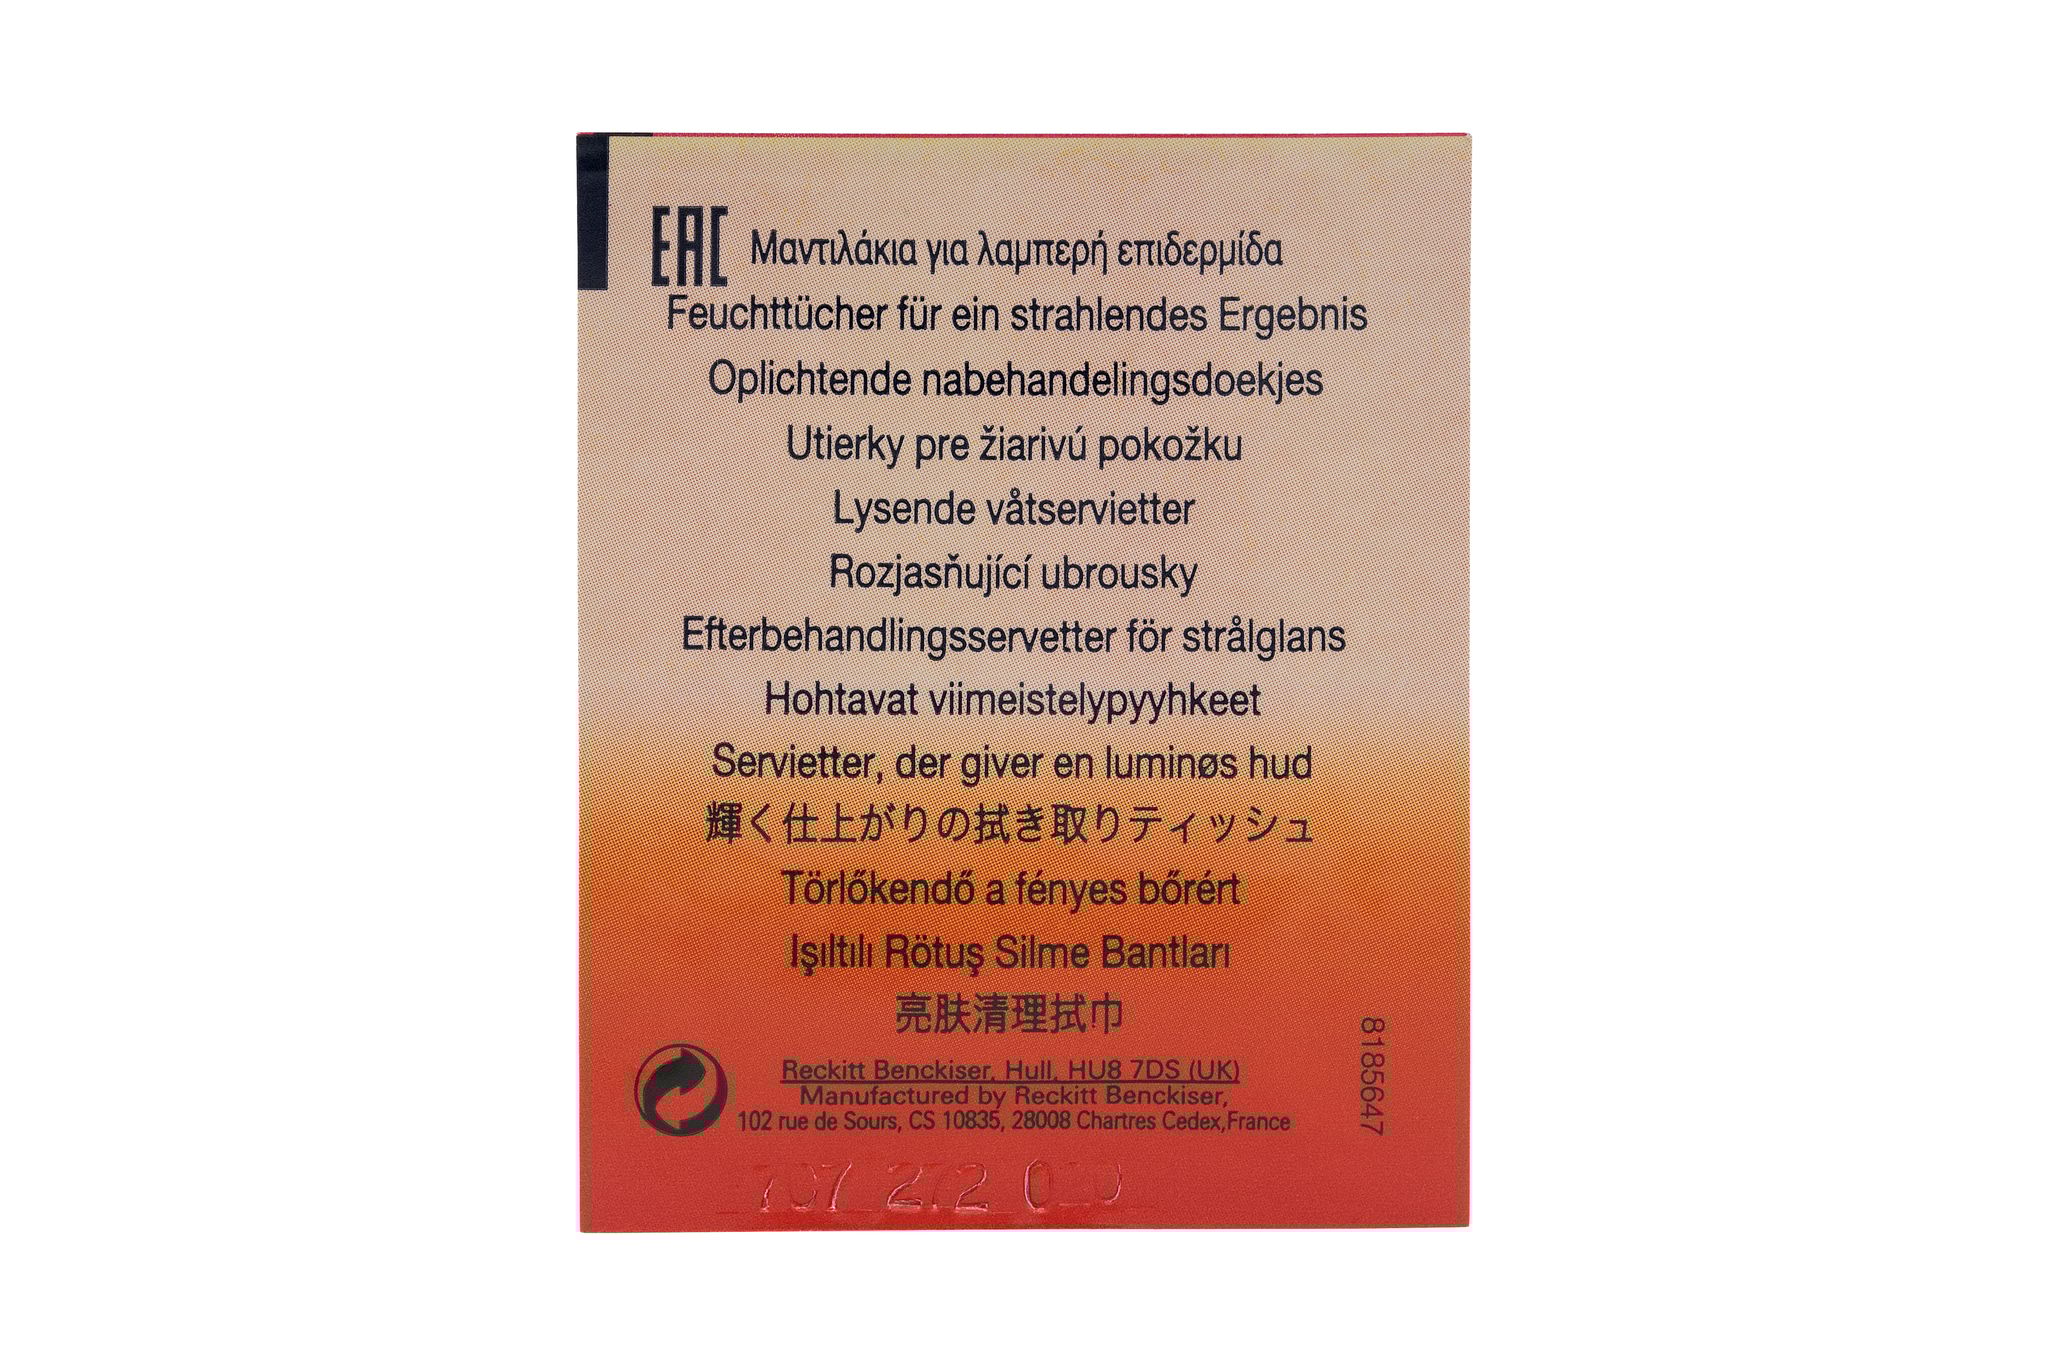 EAC Μαντιλάκια για λαμπερή επιδερμίδα
Feuchttücher für ein strahlendes Ergebnis
Oplichtende nabehandelingsdoekjes
Utierky pre žiarivú pokožku
Lysende våtservietter
Rozjasňující ubrousky
Efterbehandlingsservetter för strålglans
Hohtavat viimeistelypyyhkeet
Servietter, der giver en luminøs hud
輝く仕上がりの拭き取りティッシュ
Törlőkendő a fényes bőrért
Işıltılı Rötuş Silme Bantları
亮肤清理拭巾
Reckitt Benckiser, Hull, HU8 7DS (UK)
Manufactured by Reckitt Benckiser,
102 rue de Sours, CS 10835, 28008 Chartres Cedex,France
8185647
707 272